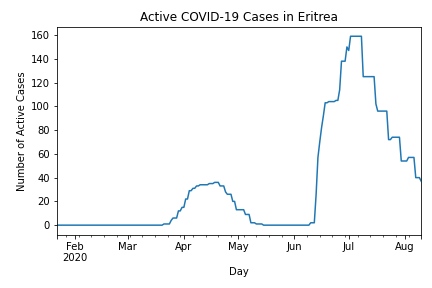 Active COVID-19 Cases in Eritrea
160
140
120
100
80
60
40
20
0
Number of Active Cases
Feb Mar Apr May Jun Jul Aug
2020
Day